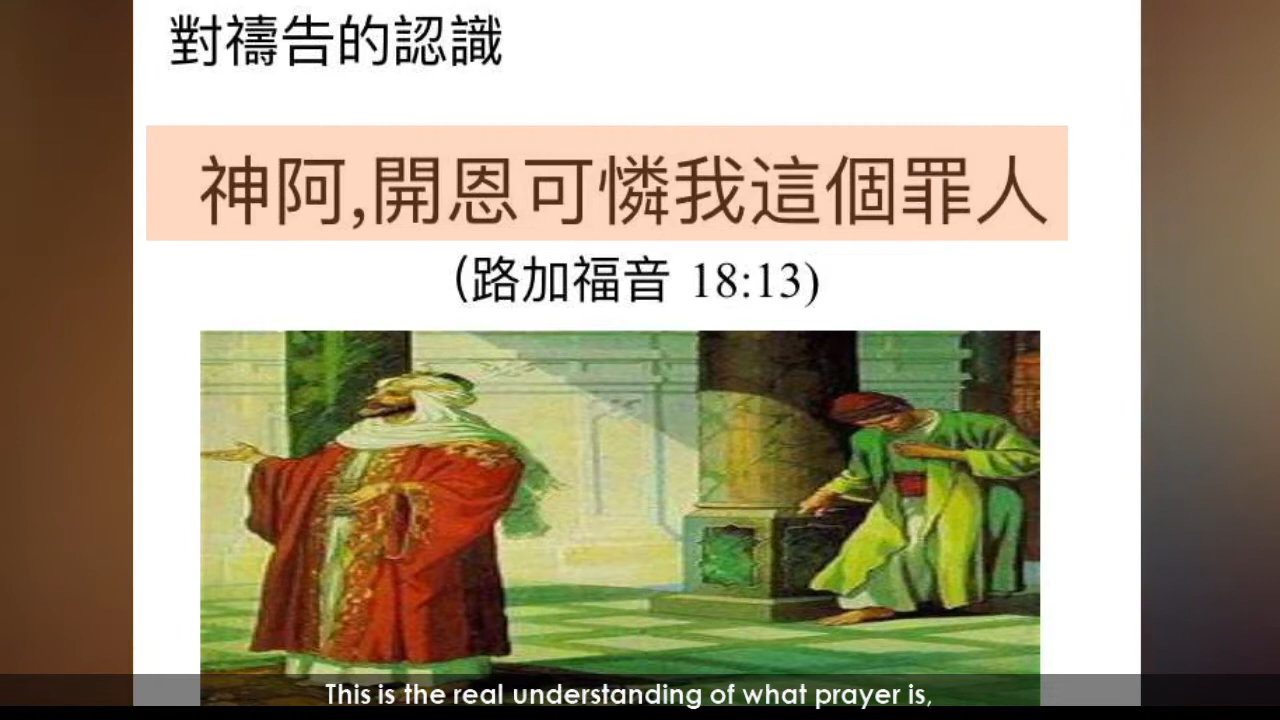 對禱告的認識
神阿,開恩可憐我這個罪人
(路加福音 18:13)
This is the real understanding of what prayer is,